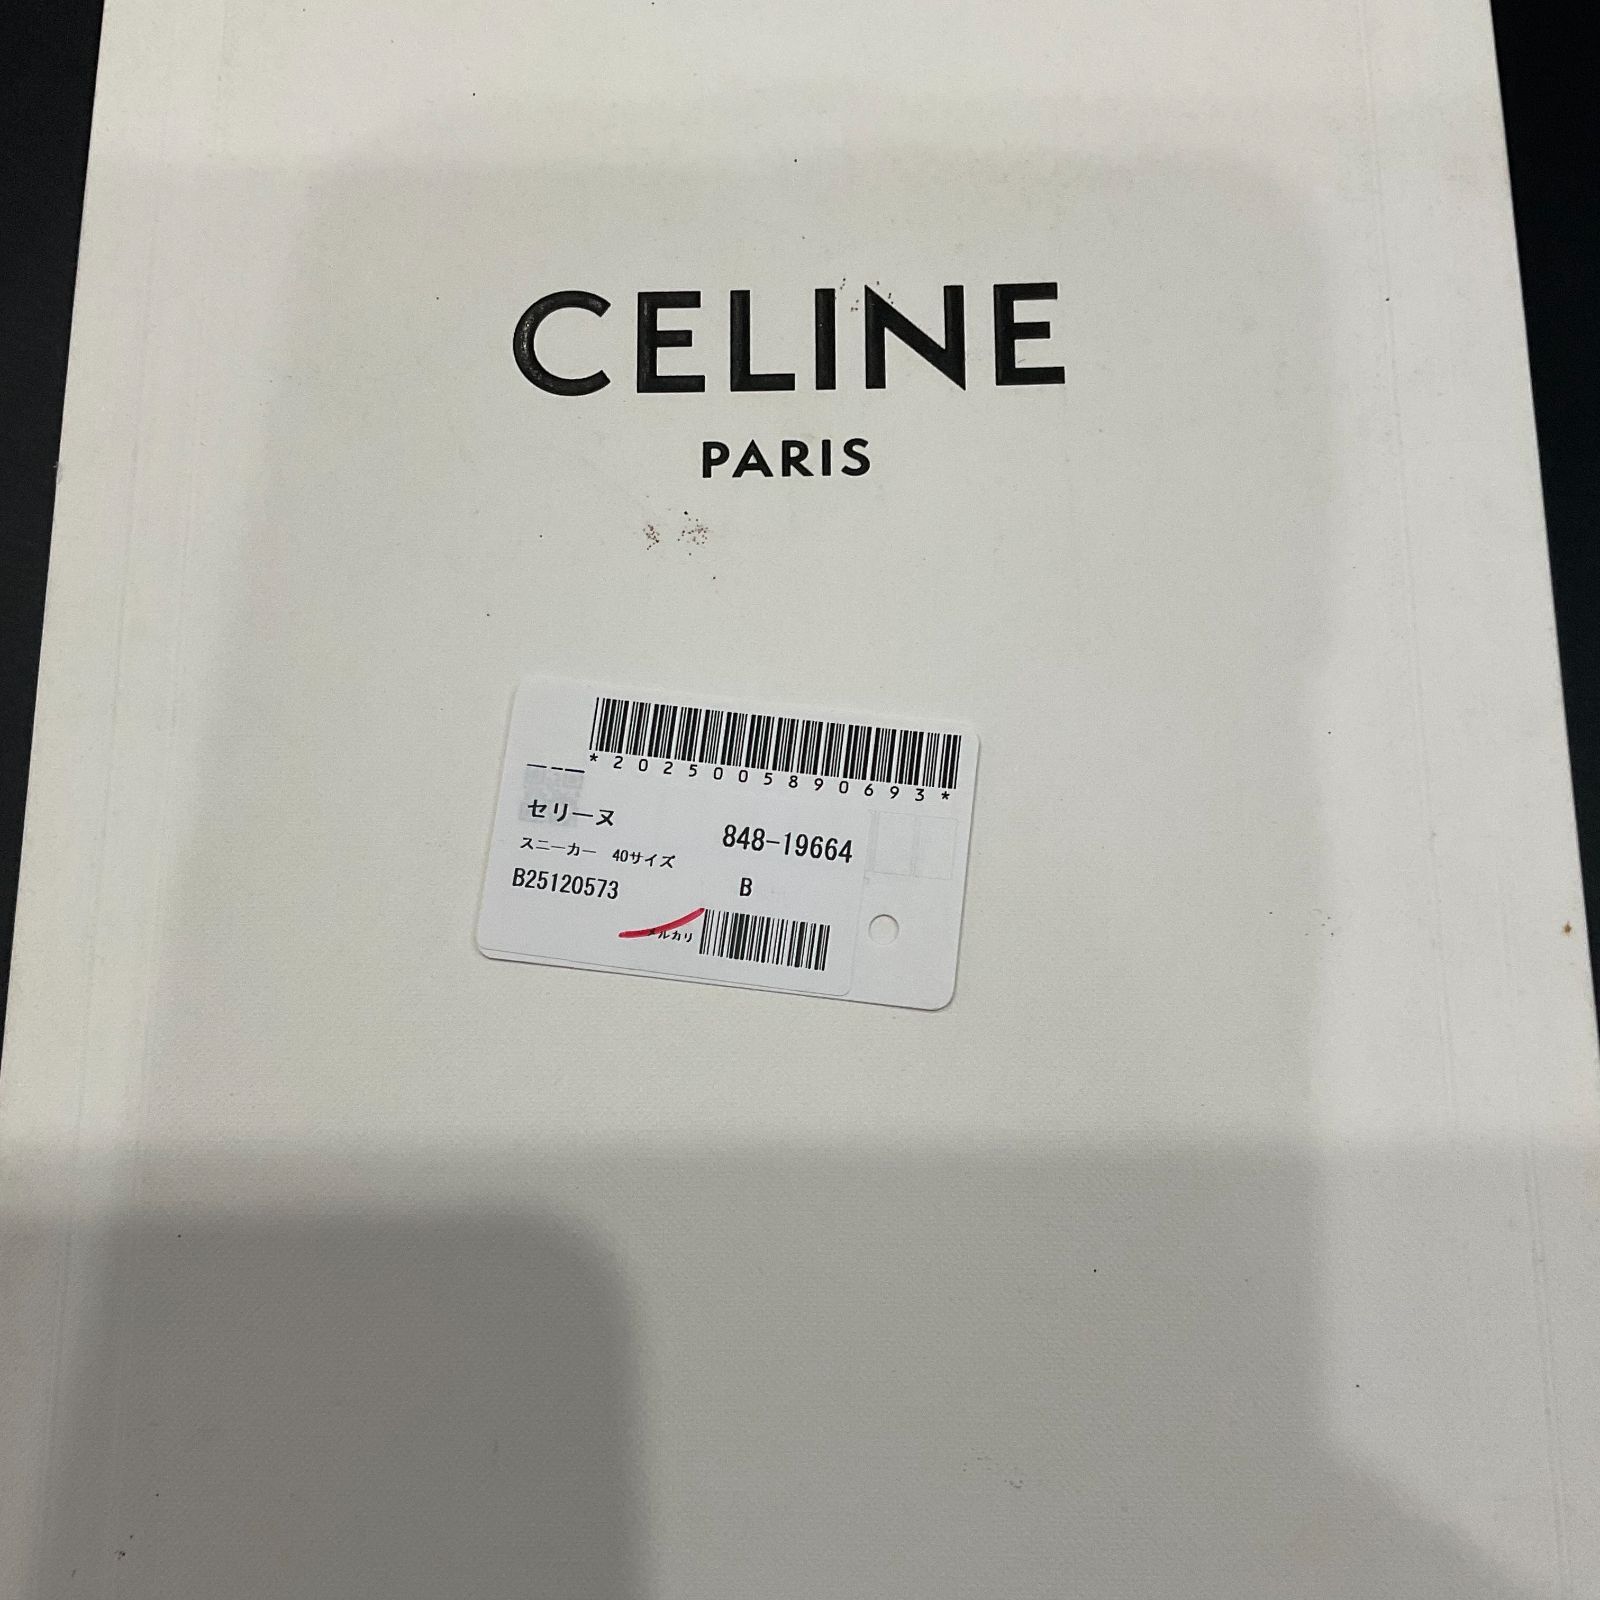 CELINE
PARIS
*2025005890693*
セリーヌ
848-19664
スニーカー 40サイズ
B25120573
B
メルカリ